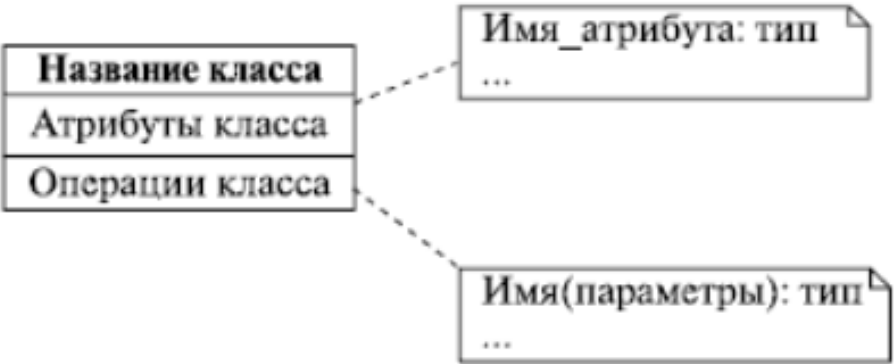 Название класса
Атрибуты класса
Операции класса
Имя_атрибута: тип
...
Имя(параметры): тип
...